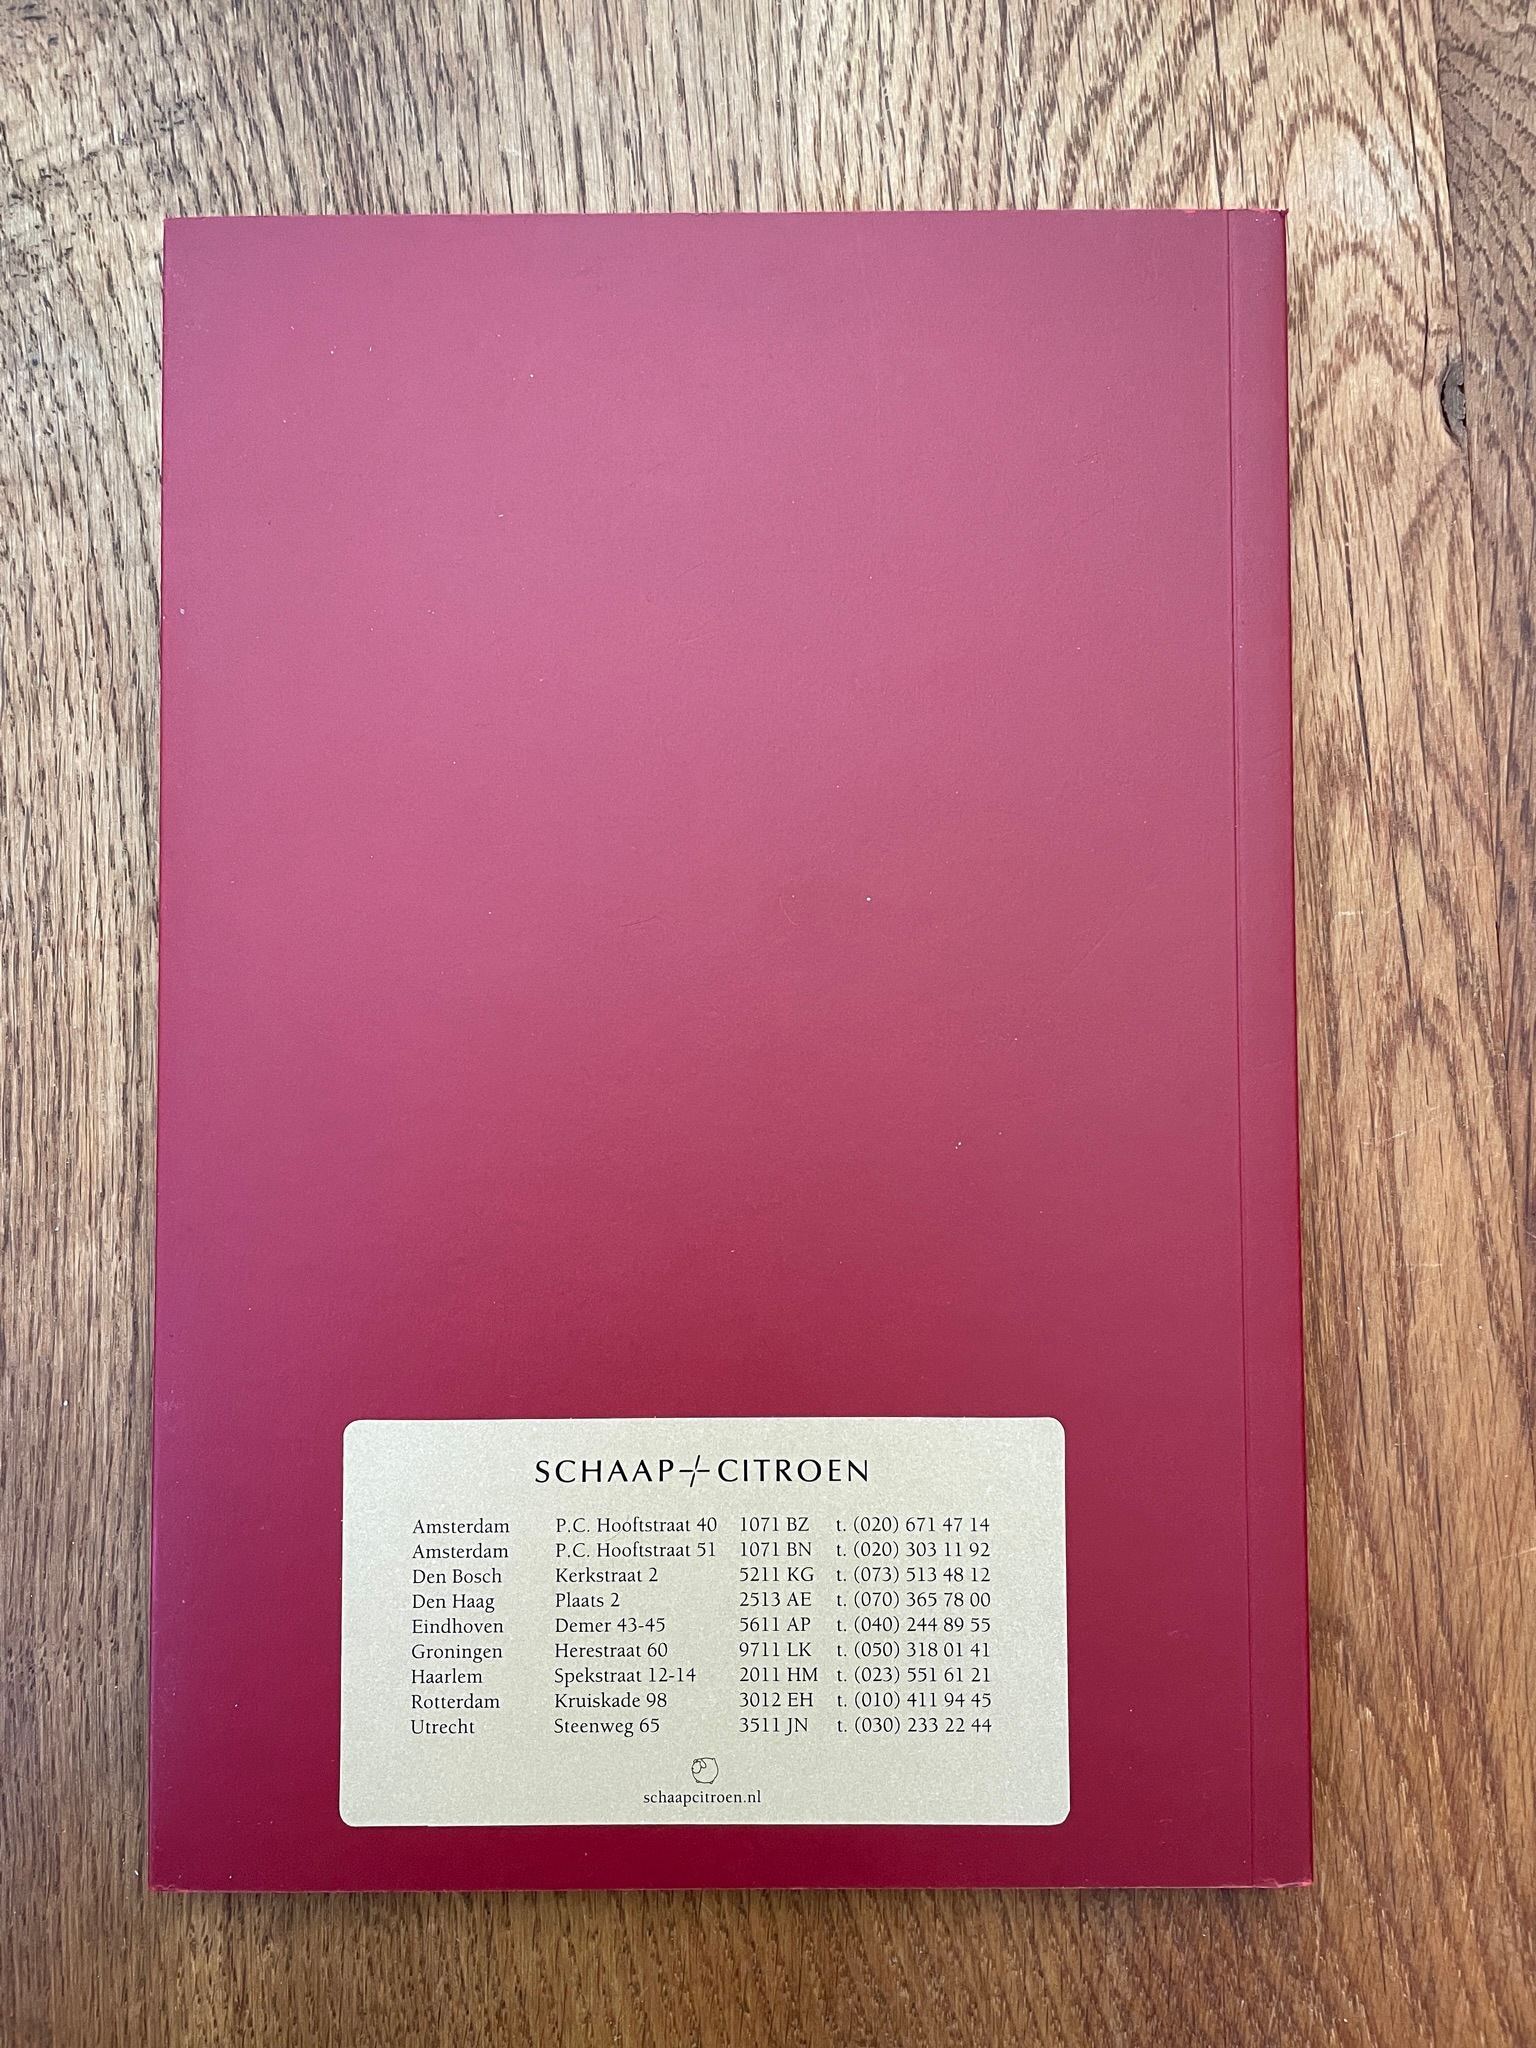 SCHAAP+CITROEN
Amsterdam P.C. Hooftstraat 40 1071 BZ t. (020) 671 47 14
Amsterdam P.C. Hooftstraat 51 1071 BN t. (020) 303 11 92
Den Bosch Kerkstraat 2 5211 KG t. (073) 513 48 12
Den Haag Plaats 2 2513 AE t. (070) 365 78 00
Eindhoven Demer 43-45 5611 AP t. (040) 244 89 55
Groningen Herestraat 60 9711 LK t. (050) 318 01 41
Haarlem Spekstraat 12-14 2011 HM t. (023) 551 61 21
Rotterdam Kruiskade 98 3012 EH t. (010) 411 94 45
Utrecht Steenweg 65 3511 JN t. (030) 233 22 44
schaapcitroen.nl